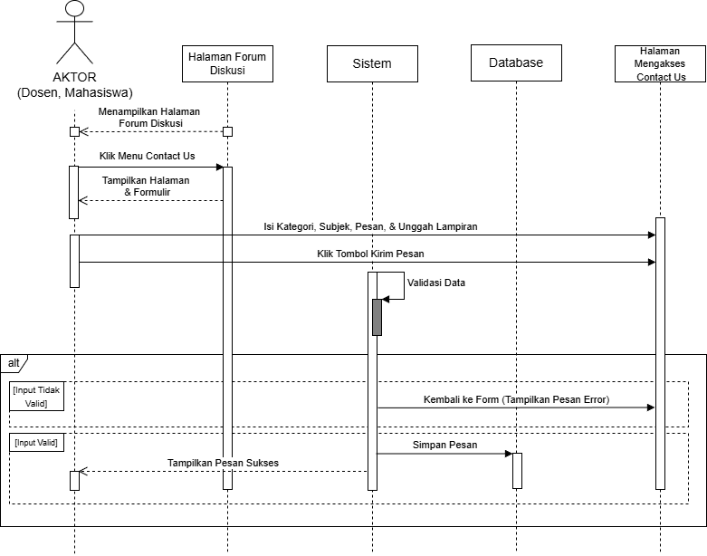 AKTOR
(Dosen, Mahasiswa)
Halaman Forum
Diskusi
Sistem
Database
Halaman
Mengakses
Contact Us
Menampilkan Halaman
Forum Diskusi
Klik Menu Contact Us
Tampilkan Halaman
& Formulir
Isi Kategori, Subjek, Pesan, & Unggah Lampiran
Klik Tombol Kirim Pesan
Validasi Data
alt
[Input Tidak
Valid]
Kembali ke Form (Tampilkan Pesan Error)
[Input Valid]
Simpan Pesan
Tampilkan Pesan Sukses